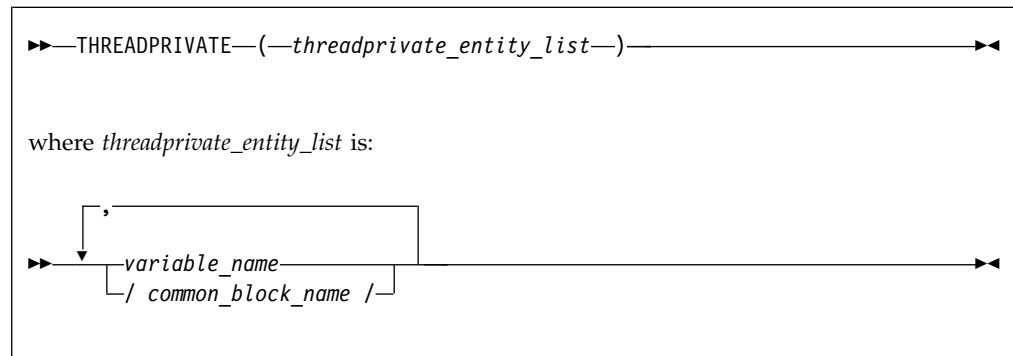 THREADPRIVATE ( threadprivate_entity_list )
where threadprivate_entity_list is:
,
variable_name
/ common_block_name /